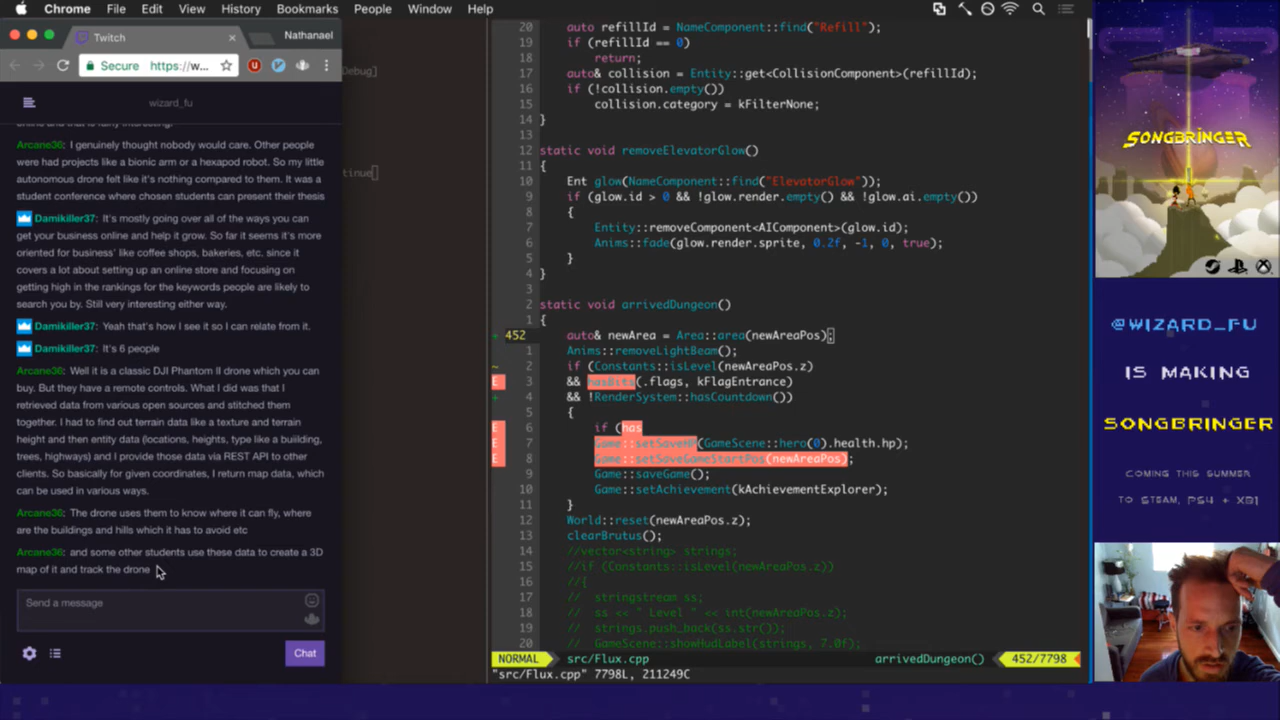 Chrome File Edit View History Bookmarks People Window Help
Twitch
Nathanael
Secure https://w...
wizard_fu
Arcane36: I genuinely thought nobody would care. Other people
were had projects like a bionic arm or a hexapod robot. So my little
autonomous drone felt like it's nothing compared to them. It was a
student conference where chosen students can present their thesis
Damikiller37: It's mostly going over all of the ways you can
get your business online and help it grow. So far it seems it's more
oriented for business' like coffee shops, bakeries, etc. since it
covers a lot about setting up an online store and focusing on
getting high in the rankings for the keywords people are likely to
search you by. Still very interesting either way.
Damikiller37: Yeah that's how I see it so I can relate from it.
Damikiller37: It's 6 people
Arcane36: Well it is a classic DJI Phantom II drone which you can
buy. But they have a remote controls. What I did was that I
retrieved data from various open sources and stitched them
together. I had to find out terrain data like a texture and terrain
height and then entity data (locations, heights, type like a builing,
trees, highways) and I provide those data via REST API to other
clients. So basically for given coordinates, I return map data, which
can be used in various ways.
Arcane36: The drone uses them to know where it can fly, where
are the buildings and hills which it has to avoid etc
Arcane36: and some other students use these data to create a 3D
map of it and track the drone
Send a message
Chat
Debug]
tinue]
20 auto refillId = NameComponent::find("Refill");
19 if (refillId == 0)
18 return;
17 auto& collision = Entity::get<CollisionComponent>(refillId);
16 if (!collision.empty())
15 collision.category = kFilterNone;
14 }
13
12 static void removeElevatorGlow()
11 {
10 Ent glow(NameComponent::find("ElevatorGlow"));
9 if (glow.id > 0 && !glow.render.empty() && !glow.ai.empty())
8 {
7 Entity::removeComponent<AIComponent>(glow.id);
6 Anims::fade(glow.render.sprite, 0.2f, -1, 0, true);
5 }
4 }
3
2 static void arrivedDungeon()
1 {
+ 452 auto& newArea = Area::area(newAreaPos);
1 Anims::removeLightBeam();
~ 2 if (Constants::isLevel(newAreaPos.z)
E 3 && hasBits(.flags, kFlagEntrance)
+ 4 && !RenderSystem::hasCountdown())
5 {
E 6 if (has
E 7 Game::setSaveHP(GameScene::hero(0).health.hp);
E 8 Game::setSaveGameStartPos(newAreaPos);
9 Game::saveGame();
10 Game::setAchievement(kAchievementExplorer);
11 }
12 World::reset(newAreaPos.z);
13 clearBrutus();
14 //vector<string> strings;
15 //if (Constants::isLevel(newAreaPos.z))
16 //{
17 // stringstream ss;
18 // ss << " Level " << int(newAreaPos.z);
19 // strings.push_back(ss.str());
20 // GameScene::showHudLabel(strings, 7.0f);
NORMAL src/Flux.cpp arrivedDungeon() 452/7798
"src/Flux.cpp" 7798L, 211249C
SONGBRINGER
@WIZARD_FU
IS MAKING
SONGBRINGER
COMING THIS SUMMER
TO STEAM, PS4 + XB1